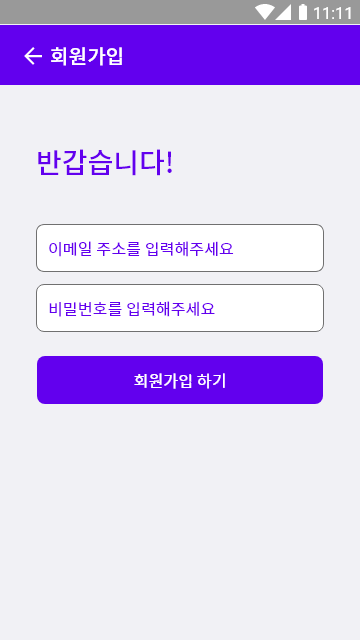 11:11
회원가입
반갑습니다!
이메일 주소를 입력해주세요
비밀번호를 입력해주세요
회원가입 하기